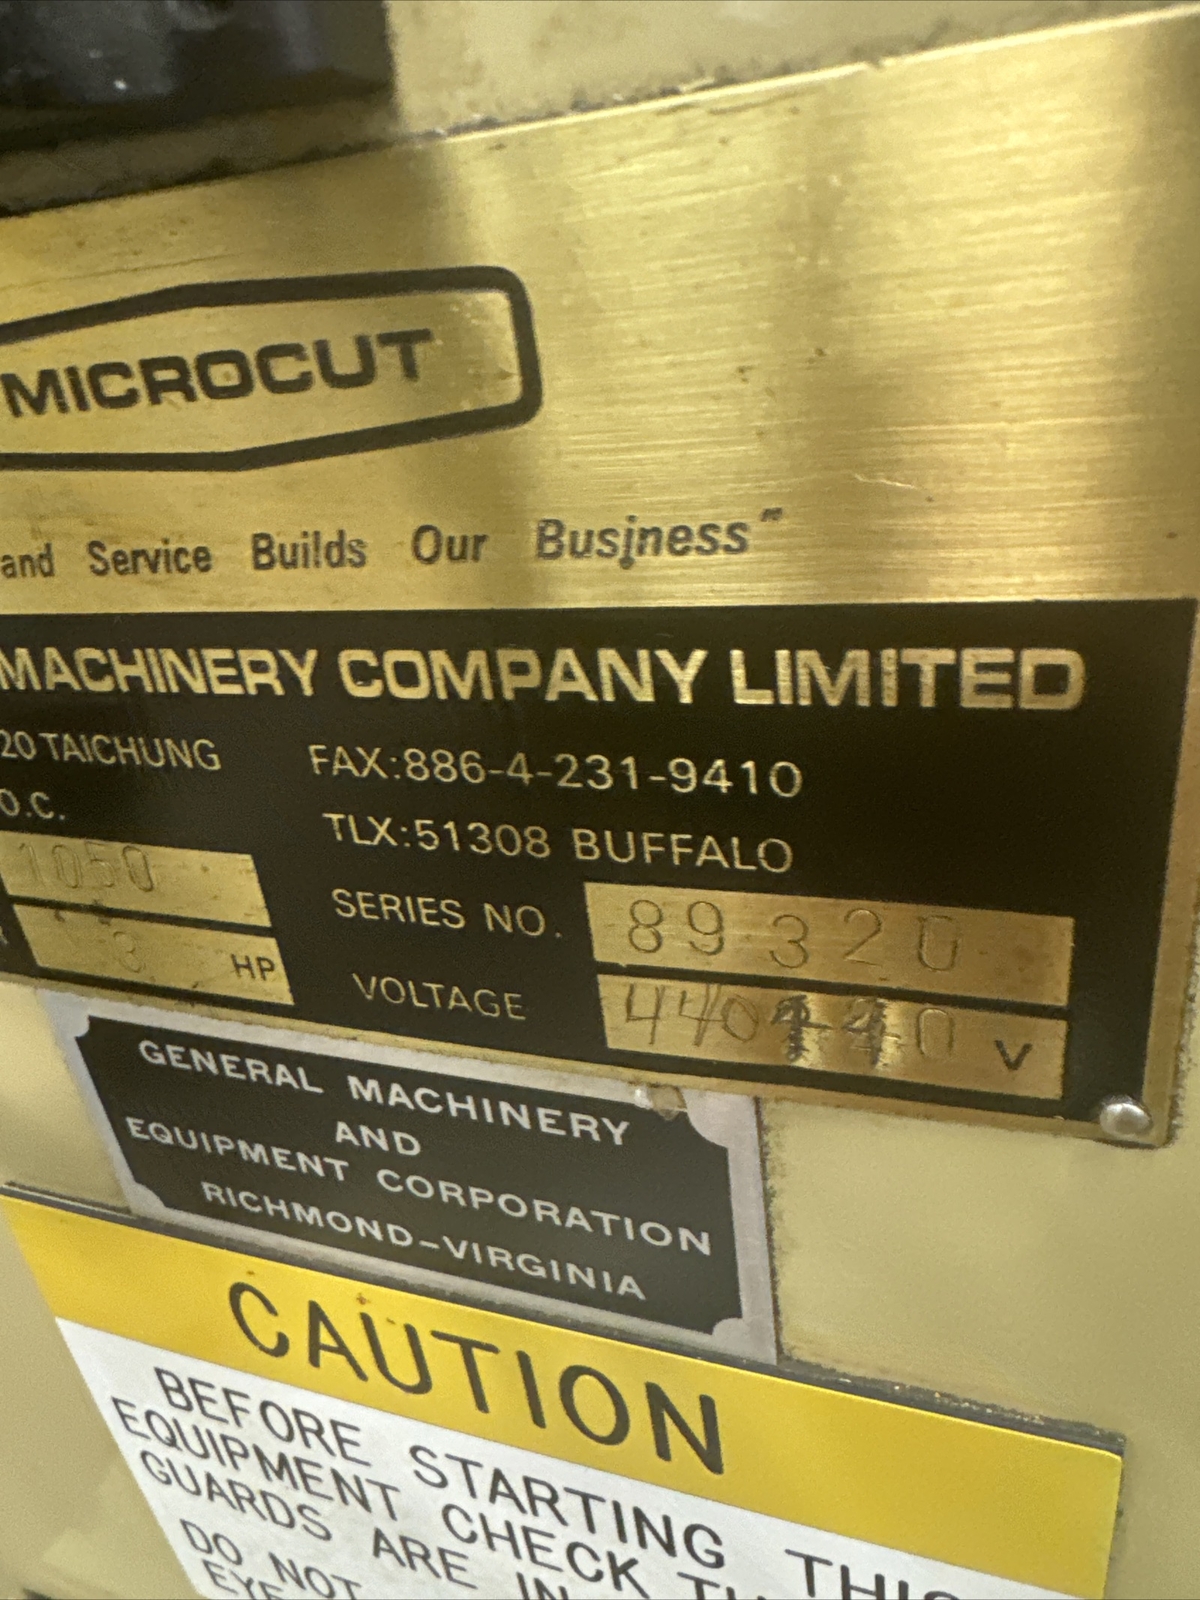 MICROCUT
and Service Builds Our Busjness"
MACHINERY COMPANY LIMITED
20 TAICHUNG FAX:886-4-231-9410
O.C. TLX:51308 BUFFALO
1050 SERIES NO. 89320
3 HP VOLTAGE 440 V
GENERAL MACHINERY
AND
EQUIPMENT CORPORATION
RICHMOND-VIRGINIA
CAUTION
BEFORE STARTING THIS
EQUIPMENT CHECK
GUARDS ARE IN
DO NOT